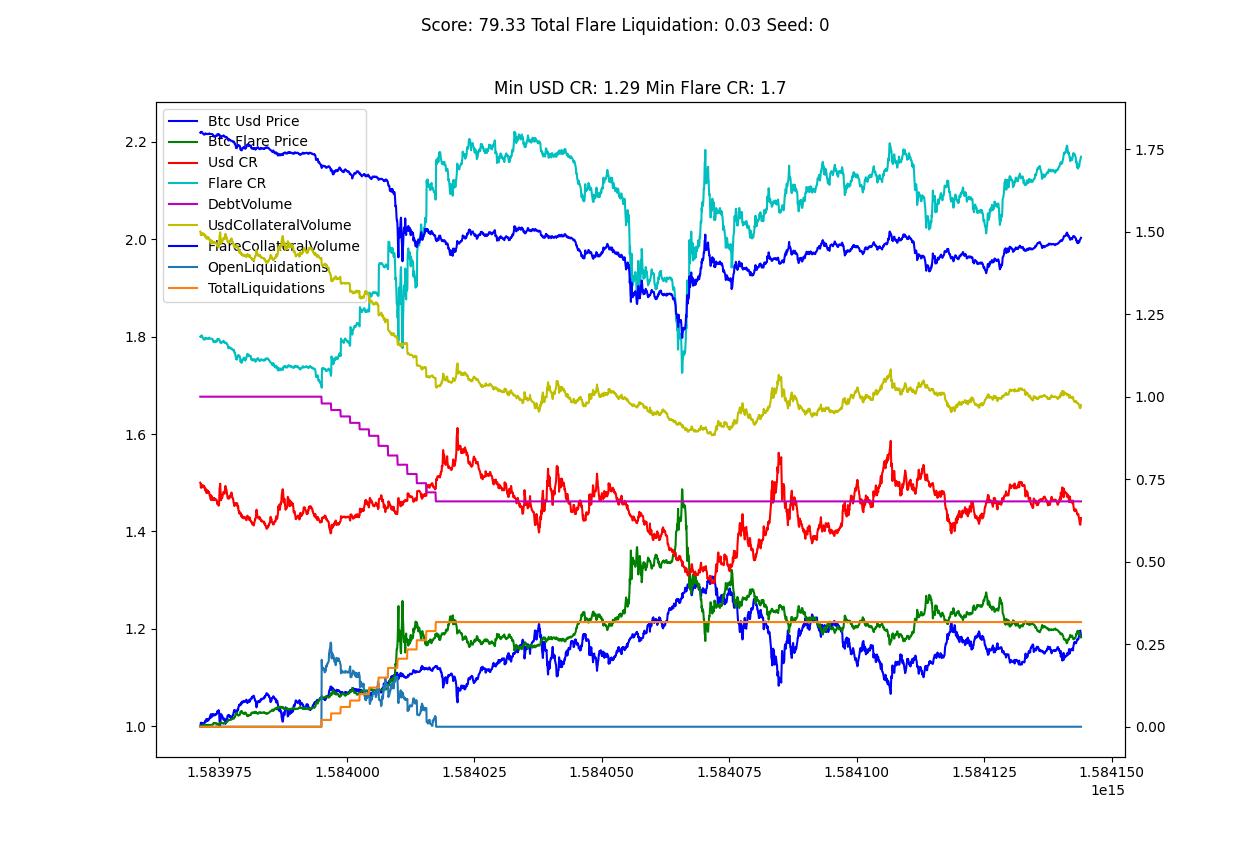 Score: 79.33 Total Flare Liquidation: 0.03 Seed: 0
Min USD CR: 1.29 Min Flare CR: 1.7
Btc Usd Price
Btc Flare Price
Usd CR
Flare CR
DebtVolume
UsdCollateralVolume
FlareCollateralVolume
OpenLiquidations
TotalLiquidations
2.2
2.0
1.8
1.6
1.4
1.2
1.0
1.75
1.50
1.25
1.00
0.75
0.50
0.25
0.00
1.583975 1.584000 1.584025 1.584050 1.584075 1.584100 1.584125 1.584150
1e15